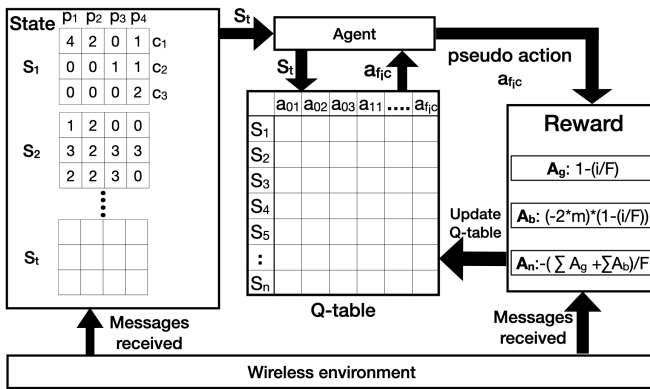 State p1 p2 p3 p4
S1
4 2 0 1 c1
0 0 1 1 c2
0 0 0 2 c3
S2
1 2 0 0
3 2 3 3
2 2 3 0
St
St
Agent
St
afjc
pseudo action
afjc
a01 a02 a03 a11 .... afjc
S1
S2
S3
S4
S5
:
Sn
Q-table
Update
Q-table
Reward
Ag: 1-(i/F)
Ab: (-2*m)*(1-(i/F))
An:-( ∑ Ag +∑Ab)/F
Messages
received
Messages
received
Wireless environment